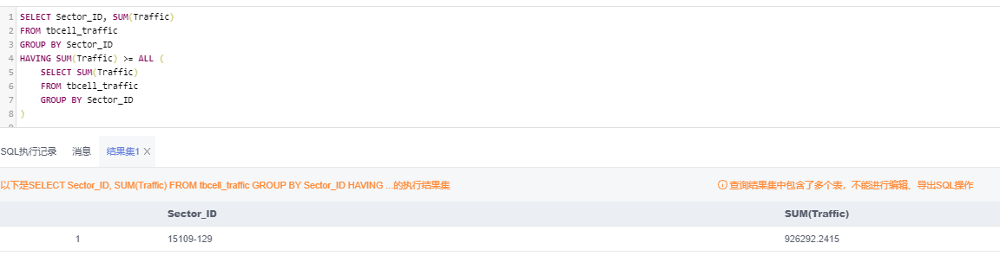 1 SELECT Sector_ID, SUM(Traffic)
2 FROM tbcell_traffic
3 GROUP BY Sector_ID
4 HAVING SUM(Traffic) >= ALL (
5 SELECT SUM(Traffic)
6 FROM tbcell_traffic
7 GROUP BY Sector_ID
8 )
SQL执行记录 消息 结果集1 ×
以下是SELECT Sector_ID, SUM(Traffic) FROM tbcell_traffic GROUP BY Sector_ID HAVING ...的执行结果集 查询结果集中包含了多个表，不能进行编辑、导出SQL操作
Sector_ID SUM(Traffic)
1 15109-129 926292.2415